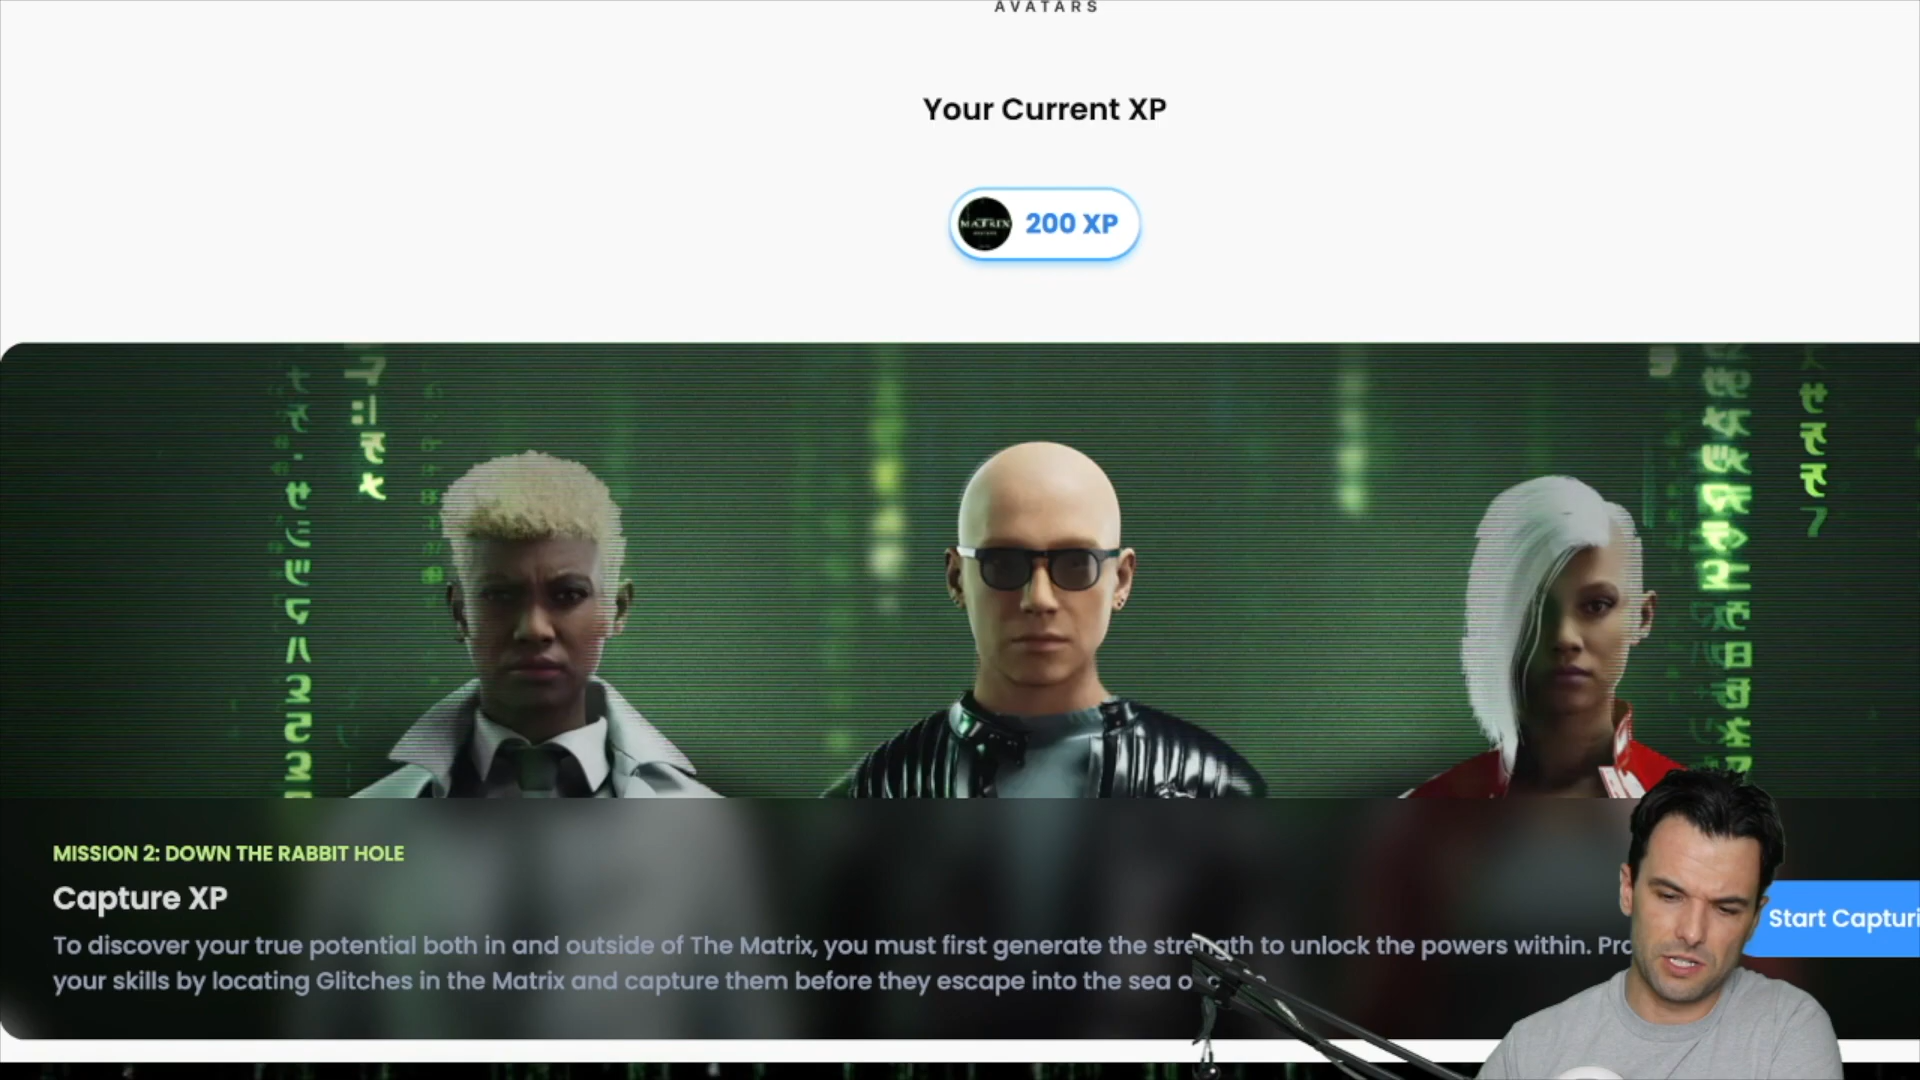 AVATARS
Your Current XP
MATRIX
200 XP
MISSION 2: DOWN THE RABBIT HOLE
Capture XP
To discover your true potential both in and outside of The Matrix, you must first generate the strength to unlock the powers within.
your skills by locating Glitches in the Matrix and capture them before they escape into the sea
Start